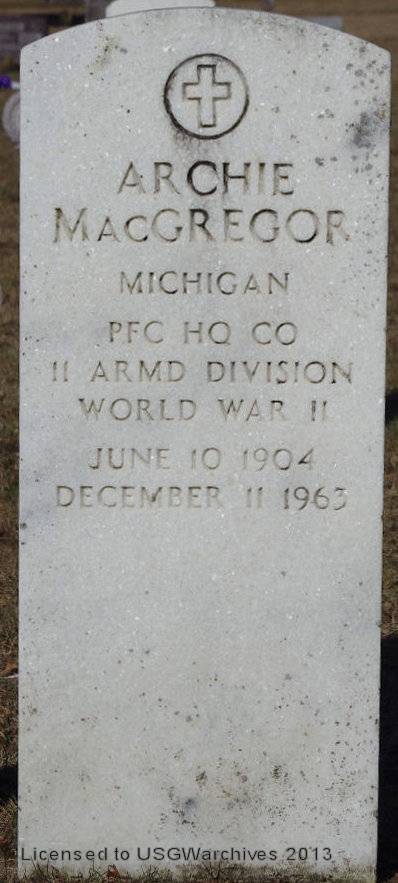 ARCHIE
MacGREGOR
MICHIGAN
PFC HQ CO
11 ARMD DIVISION
WORLD WAR II
JUNE 10 1904
DECEMBER 11 1963
Licensed to USGWarchives 2013